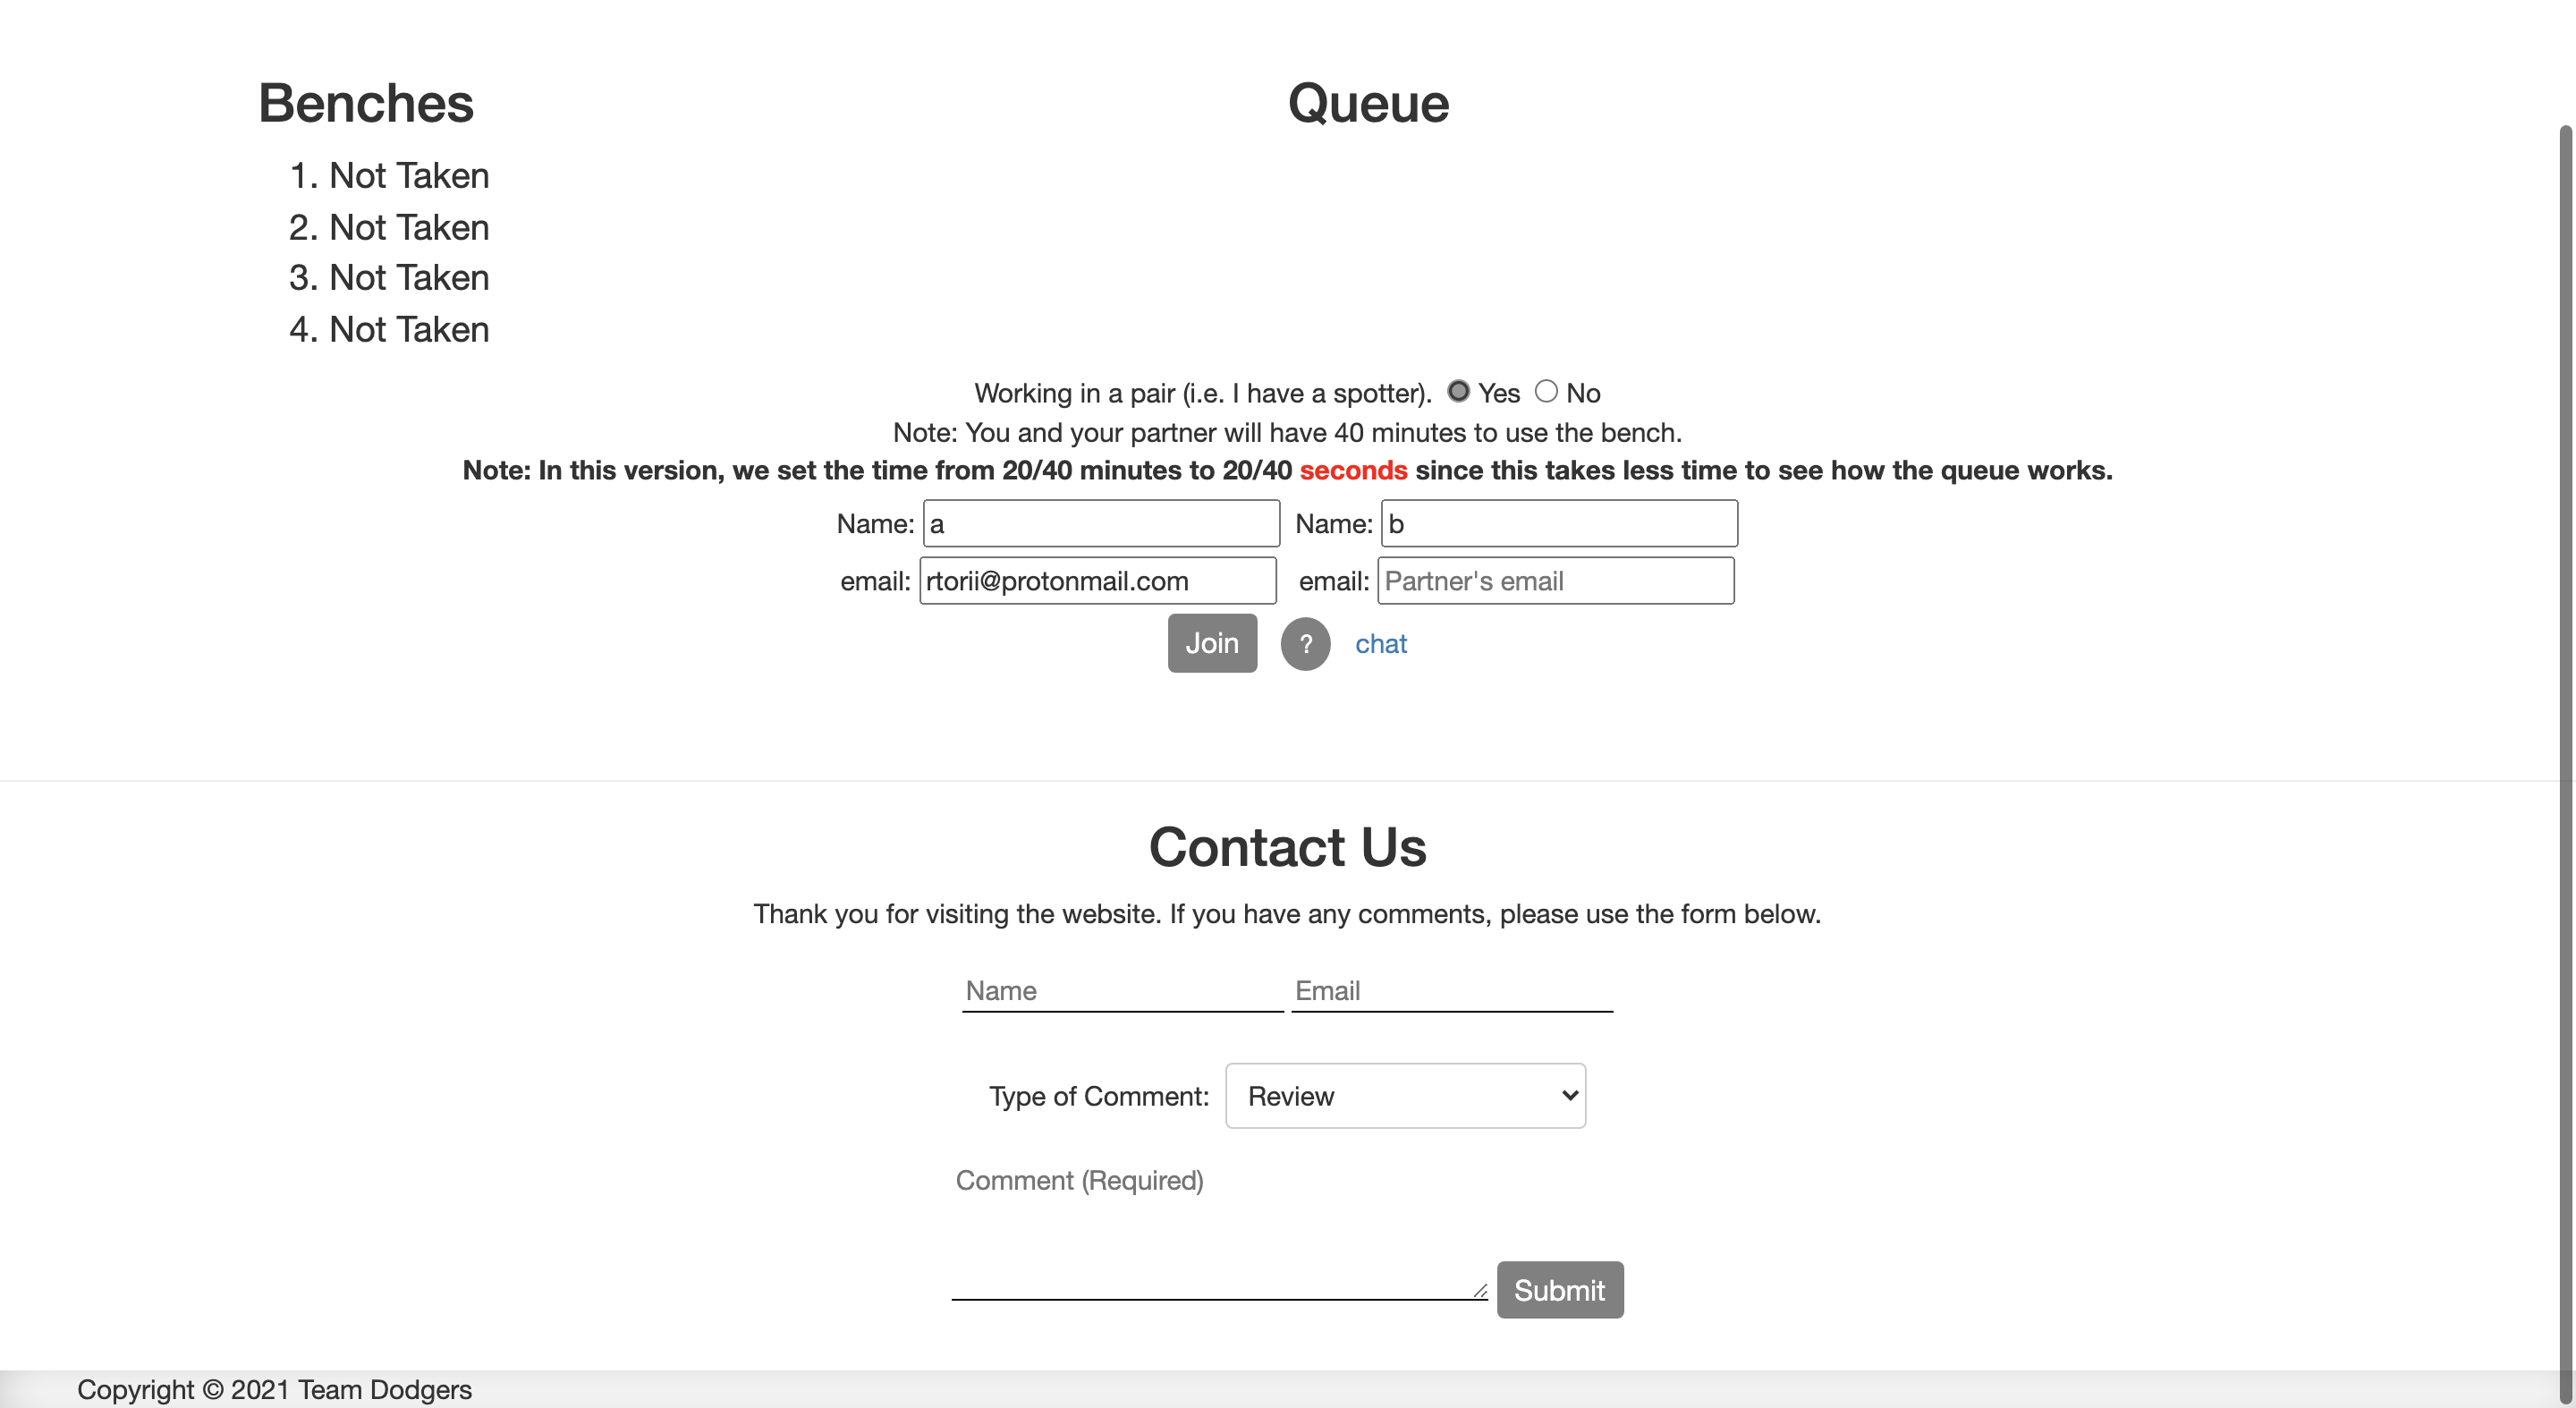 Benches
1. Not Taken
2. Not Taken
3. Not Taken
4. Not Taken
Queue
Working in a pair (i.e. I have a spotter). Yes No
Note: You and your partner will have 40 minutes to use the bench.
Note: In this version, we set the time from 20/40 minutes to 20/40 seconds since this takes less time to see how the queue works.
Name: a Name: b
email: rtorii@protonmail.com email: Partner's email
Join ? chat
Contact Us
Thank you for visiting the website. If you have any comments, please use the form below.
Name Email
Type of Comment: Review
Comment (Required)
Submit
Copyright © 2021 Team Dodgers